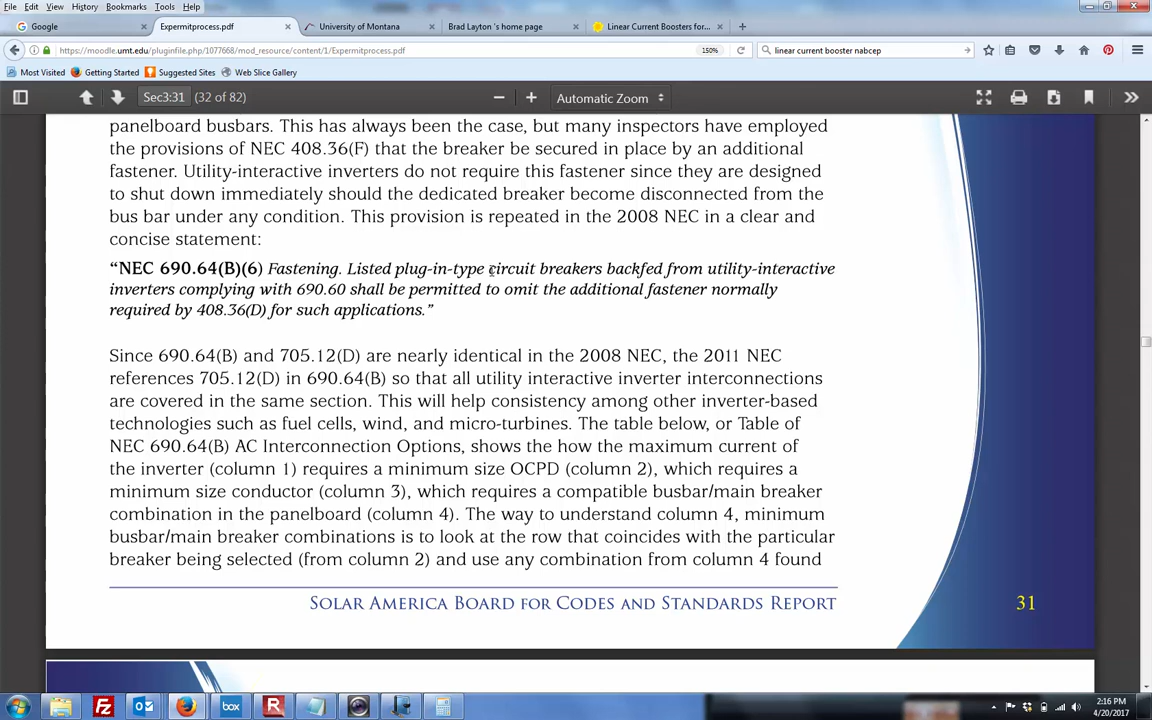 File Edit View History Bookmarks Tools Help
Google Expermitprocess.pdf University of Montana Brad Layton 's home page Linear Current Boosters for...
https://moodle.umt.edu/pluginfile.php/1077668/mod_resource/content/1/Expermitprocess.pdf 150% linear current booster nabcep
Most Visited Getting Started Suggested Sites Web Slice Gallery
Sec3:31 (32 of 82) Automatic Zoom
panelboard busbars. This has always been the case, but many inspectors have employed
the provisions of NEC 408.36(F) that the breaker be secured in place by an additional
fastener. Utility-interactive inverters do not require this fastener since they are designed
to shut down immediately should the dedicated breaker become disconnected from the
bus bar under any condition. This provision is repeated in the 2008 NEC in a clear and
concise statement:
“NEC 690.64(B)(6) Fastening. Listed plug-in-type circuit breakers backfed from utility-interactive
inverters complying with 690.60 shall be permitted to omit the additional fastener normally
required by 408.36(D) for such applications.”
Since 690.64(B) and 705.12(D) are nearly identical in the 2008 NEC, the 2011 NEC
references 705.12(D) in 690.64(B) so that all utility interactive inverter interconnections
are covered in the same section. This will help consistency among other inverter-based
technologies such as fuel cells, wind, and micro-turbines. The table below, or Table of
NEC 690.64(B) AC Interconnection Options, shows the how the maximum current of
the inverter (column 1) requires a minimum size OCPD (column 2), which requires a
minimum size conductor (column 3), which requires a compatible busbar/main breaker
combination in the panelboard (column 4). The way to understand column 4, minimum
busbar/main breaker combinations is to look at the row that coincides with the particular
breaker being selected (from column 2) and use any combination from column 4 found
Solar America Board for Codes and Standards Report
31
box
2:16 PM
4/20/2017